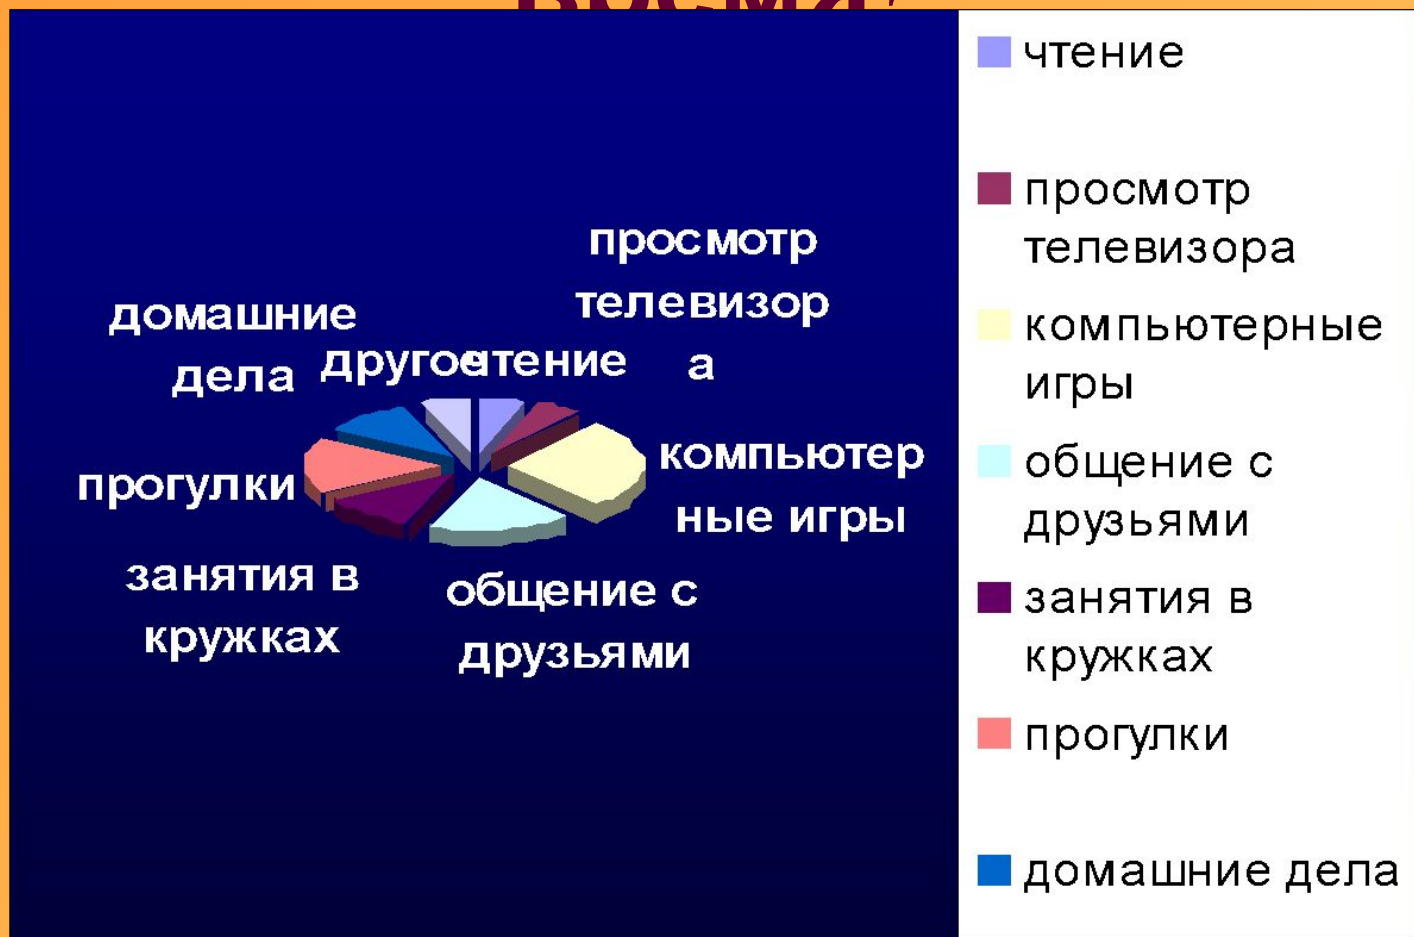 просмотр
телевизор
а
домашние
дела
другое
чтение
компьютер
ные игры
прогулки
занятия в
кружках
общение с
друзьями
чтение
просмотр
телевизора
компьютерные
игры
общение с
друзьями
занятия в
кружках
прогулки
домашние дела